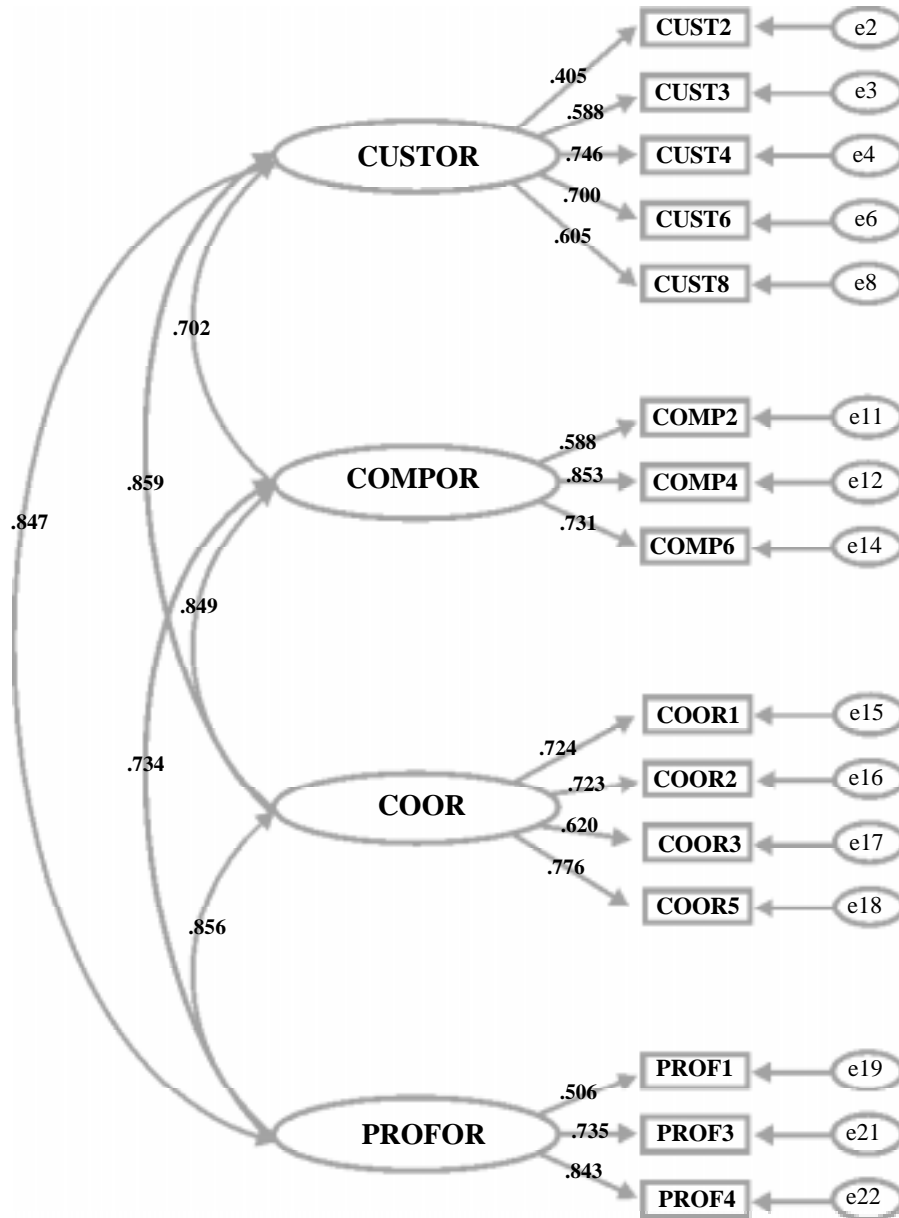 CUST2 e2
.405
CUST3 e3
.588
CUSTOR .746 CUST4 e4
.700
CUST6 e6
.605
CUST8 e8
.702
COMP2 e11
.588
COMPOR .853 COMP4 e12
.859
.847
.731
COMP6 e14
.849
COOR1 e15
.724
.734
.723 COOR2 e16
COOR
.620
COOR3 e17
.776
COOR5 e18
.856
PROF1 e19
.506
PROFOR .735 PROF3 e21
.843
PROF4 e22